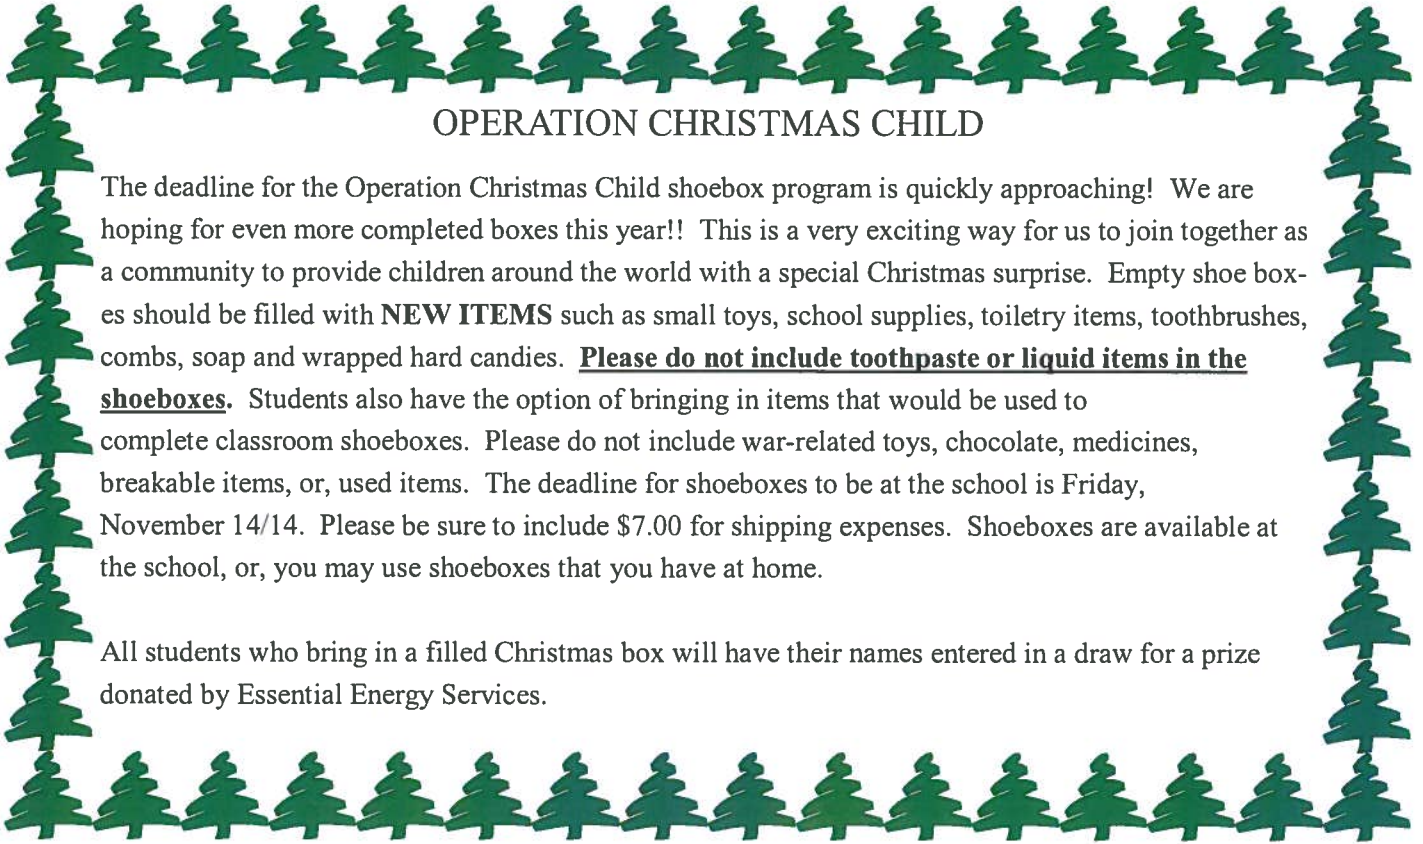 OPERATION CHRISTMAS CHILD
The deadline for the Operation Christmas Child shoebox program is quickly approaching!  We are
hoping for even more completed boxes this year!!  This is a very exciting way for us to join together as
a community to provide children around the world with a special Christmas surprise.  Empty shoe box-
es should be filled with NEW ITEMS such as small toys, school supplies, toiletry items, toothbrushes,
combs, soap and wrapped hard candies.  Please do not include toothpaste or liquid items in the
shoeboxes.  Students also have the option of bringing in items that would be used to
complete classroom shoeboxes.  Please do not include war-related toys, chocolate, medicines,
breakable items, or, used items.  The deadline for shoeboxes to be at the school is Friday,
November 14/14.  Please be sure to include $7.00 for shipping expenses.  Shoeboxes are available at
the school, or, you may use shoeboxes that you have at home.
All students who bring in a filled Christmas box will have their names entered in a draw for a prize
donated by Essential Energy Services.